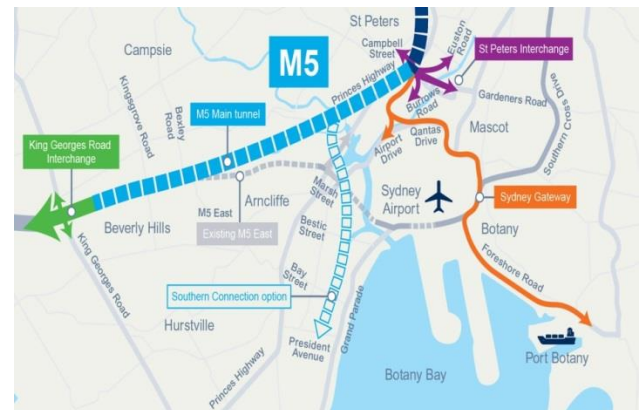 St Peters
Campsie
Campbell
Street
Euston
Road
St Peters Interchange
M5
Princes Highway
Kingsgrove Road
Bexley
Road
Burrows
Road
Gardeners Road
Southern Cross Drive
King Georges Road
Interchange
M5 Main tunnel
Airport
Drive
Qantas
Drive
Mascot
Marsh
Street
Sydney
Airport
Sydney Gateway
M5 East
Arncliffe
Existing M5 East
Beverly Hills
Bestic
Street
Botany
King Georges Road
Bay
Street
Foreshore Road
Southern Connection option
Grand Parade
Hurstville
President
Avenue
Princes Highway
Botany Bay
Port Botany